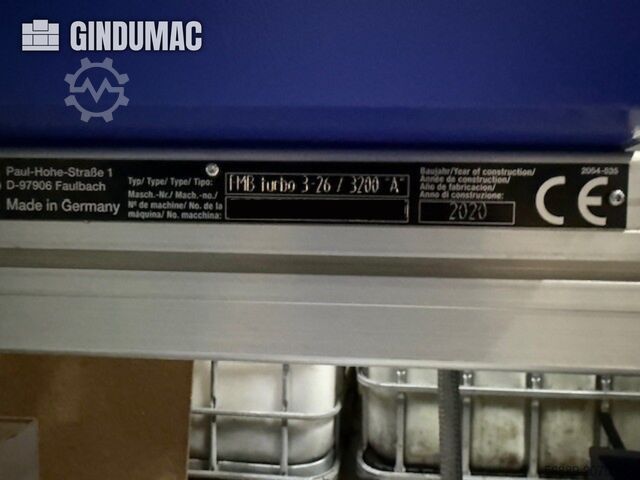 GINDUMAC
Paul-Hohe-Straße 1
D-97906 Faulbach
Made in Germany
Typ/Type/Type/Tipo:
FMB turbo 3-26 / 3200 "A"
Masch.-Nr./Mach.-no./
Nº de machine/No. de la
máquina/No. macchina:
Baujahr/Year of construction/
Année de construction/
Año de fabricacion/
Anno di construzione:
2020
2054-535
CE